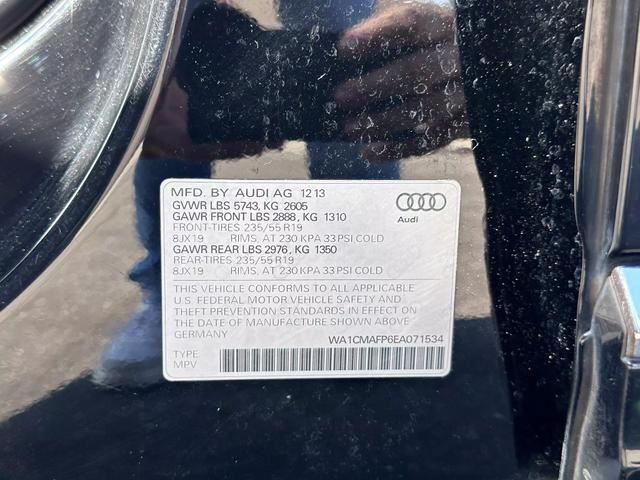 MFD. BY AUDI AG 12 13
GVWR LBS 5743, KG 2605
GAWR FRONT LBS 2888, KG 1310
FRONT-TIRES 235/55 R19
8JX19 RIMS, AT 230 KPA 33 PSI COLD
GAWR REAR LBS 2976, KG 1350
REAR-TIRES 235/55 R19
8JX19 RIMS, AT 230 KPA 33 PSI COLD
Audi
THIS VEHICLE CONFORMS TO ALL APPLICABLE
U.S. FEDERAL MOTOR VEHICLE SAFETY AND
THEFT PREVENTION STANDARDS IN EFFECT ON
THE DATE OF MANUFACTURE SHOWN ABOVE
GERMANY
WA1CMAFP6EA071534
TYPE
MPV